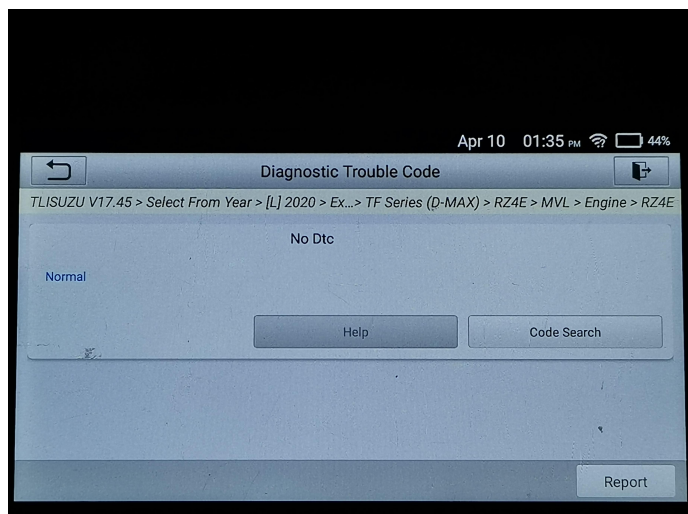 Apr 10 01:35 PM 44%
Diagnostic Trouble Code
TLISUZU V17.45 > Select From Year > [L] 2020 > Ex...> TF Series (D-MAX) > RZ4E > MVL > Engine > RZ4E
No Dtc
Normal
Help
Code Search
Report